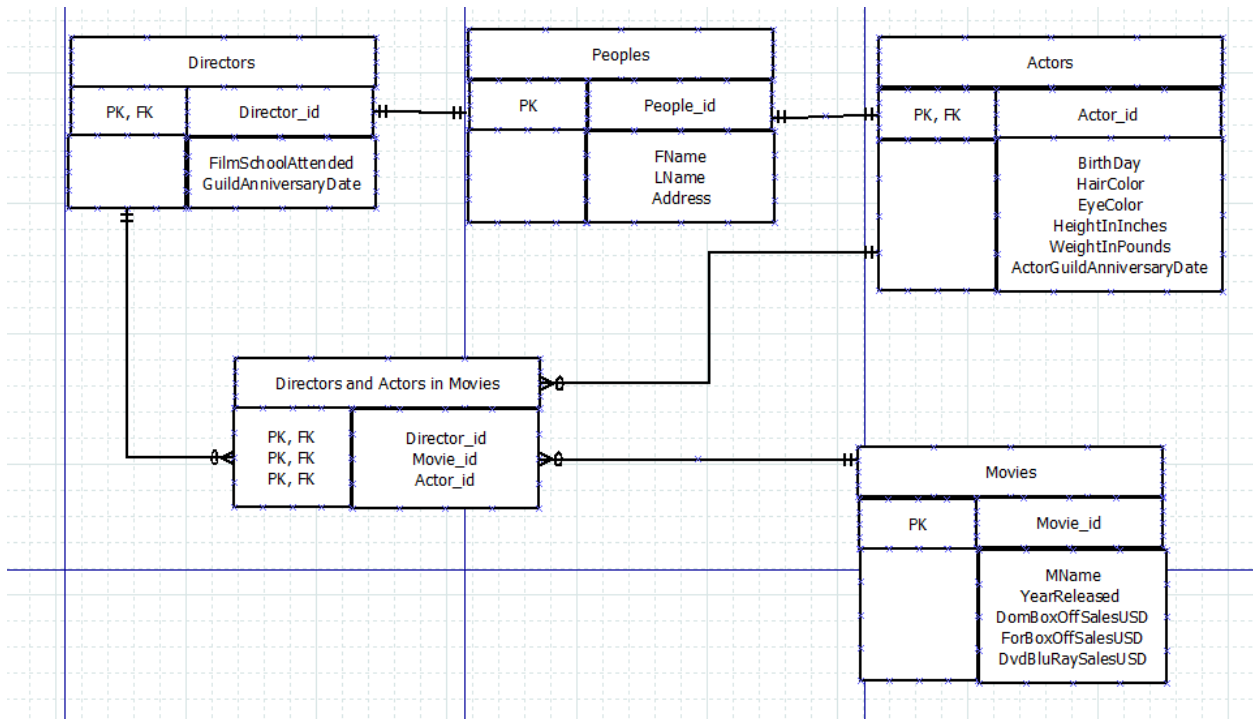 Directors
PK, FK
Director_id
FilmSchoolAttended
GuildAnniversaryDate
Peoples
PK
People_id
FName
LName
Address
Actors
PK, FK
Actor_id
BirthDay
HairColor
EyeColor
HeightInInches
WeightInPounds
ActorGuildAnniversaryDate
Directors and Actors in Movies
PK, FK Director_id
PK, FK Movie_id
PK, FK Actor_id
Movies
PK
Movie_id
MName
YearReleased
DomBoxOffSalesUSD
ForBoxOffSalesUSD
DvdBluRaySalesUSD